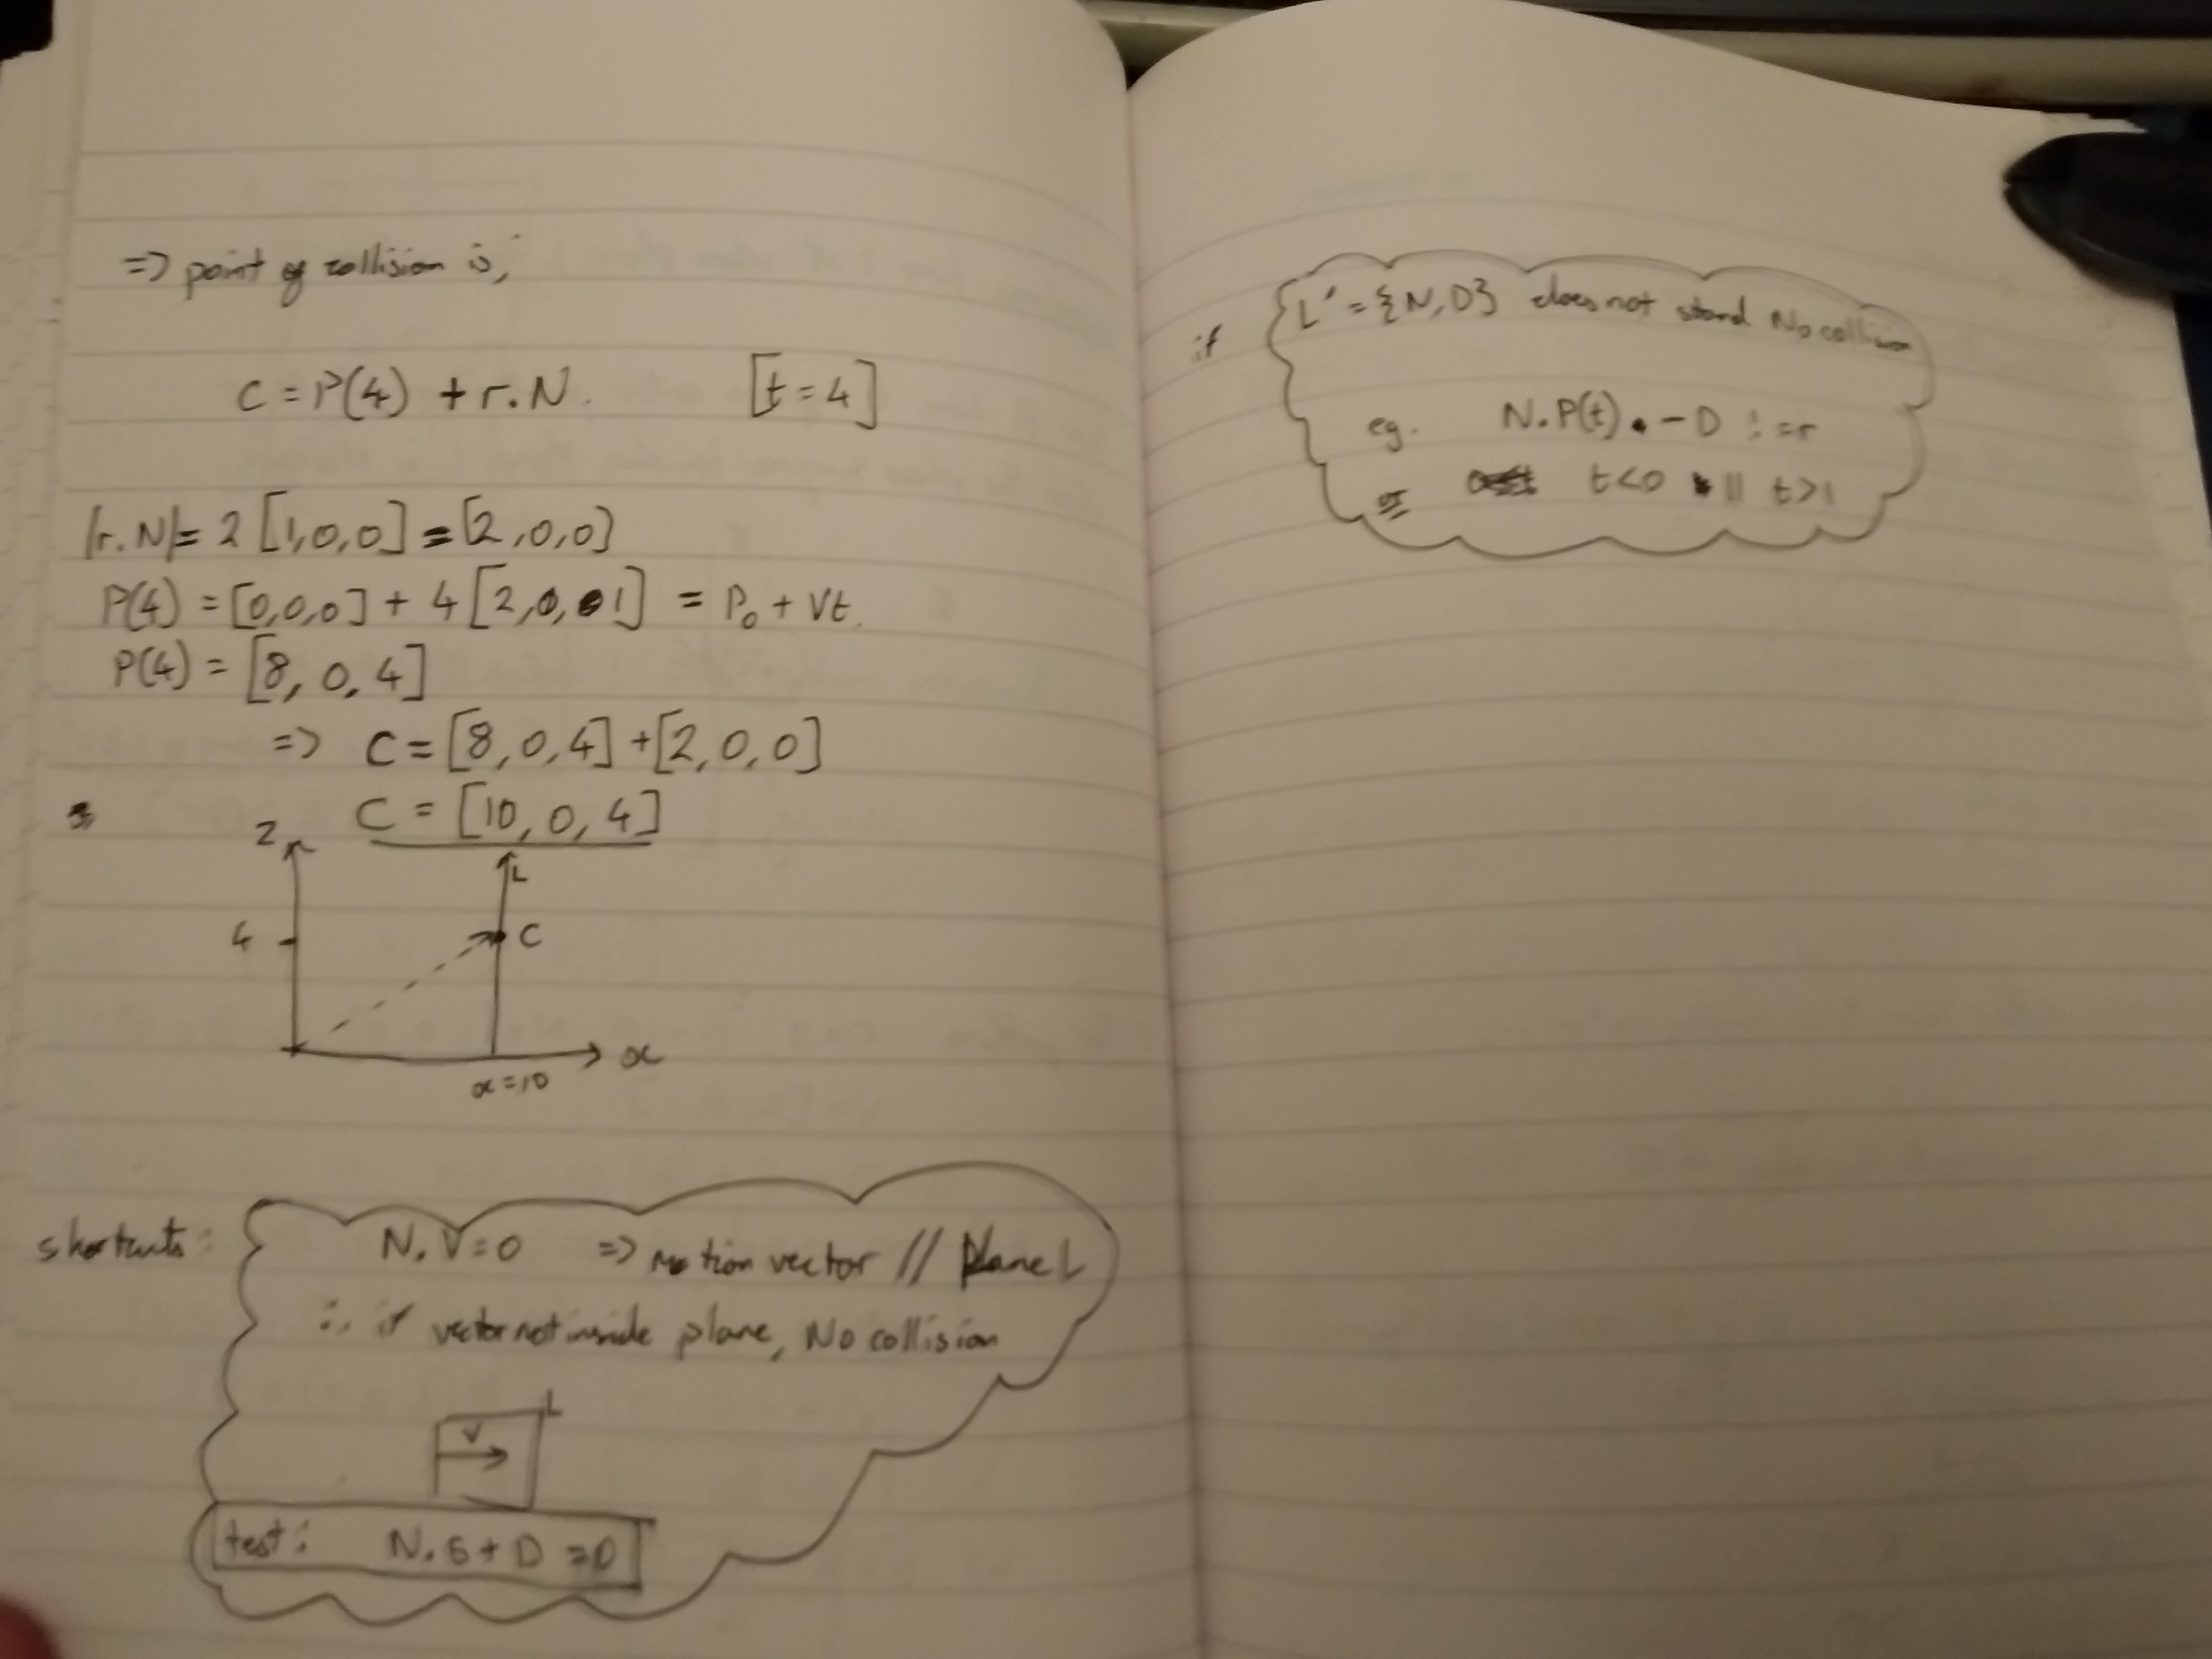 => point of collision is;
C = P(4) + r.N. [t = 4]
|r.N| = 2 [1,0,0] = [2,0,0]
P(4) = [0,0,0] + 4 [2,0,1] = P₀ + Vt.
P(4) = [8, 0, 4]
=> C = [8, 0, 4] + [2, 0, 0]
C = [10, 0, 4]
Z
L
4
C
x
x = 10
shortcuts:
N. V = 0 => Motion vector // Plane L
∴ if vector not inside plane, No collision
L
V
test: N. S + D = 0
if L' = {N, D} does not stand No collision
eg. N. P(t) . - D != r
or t<0 || t>1